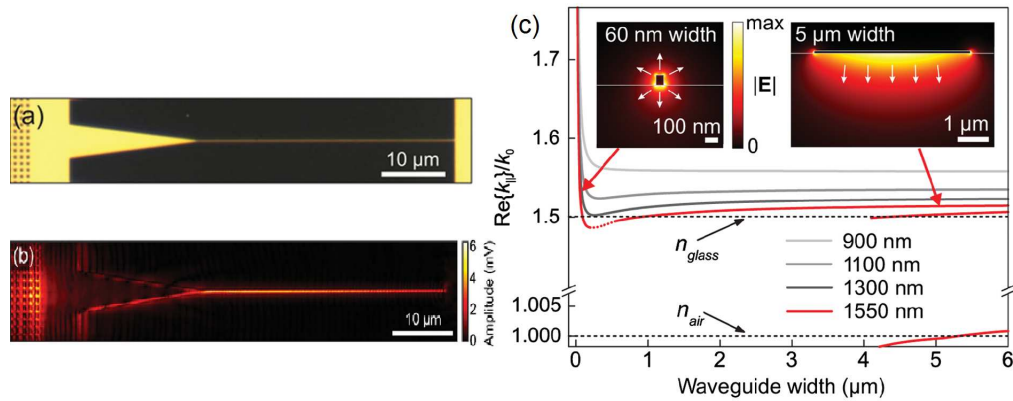 (a)
10 μm
(b)
10 μm
6
4
2
0
Amplitude (mV)
(c)
1.7
1.6
1.5
1.005
1.000
Re{k∥}/k0
60 nm width
100 nm
max
|E|
0
5 μm width
1 μm
nglass
900 nm
1100 nm
1300 nm
1550 nm
nair
0 1 2 3 4 5 6
Waveguide width (μm)